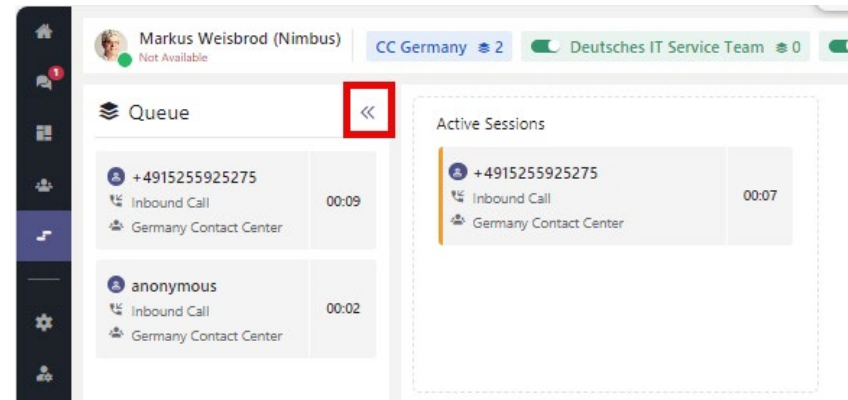 1
Markus Weisbrod (Nimbus)
Not Available
CC Germany 2
Deutsches IT Service Team 0
Queue
+4915255925275
Inbound Call
Germany Contact Center
00:09
anonymous
Inbound Call
Germany Contact Center
00:02
Active Sessions
+4915255925275
Inbound Call
Germany Contact Center
00:07